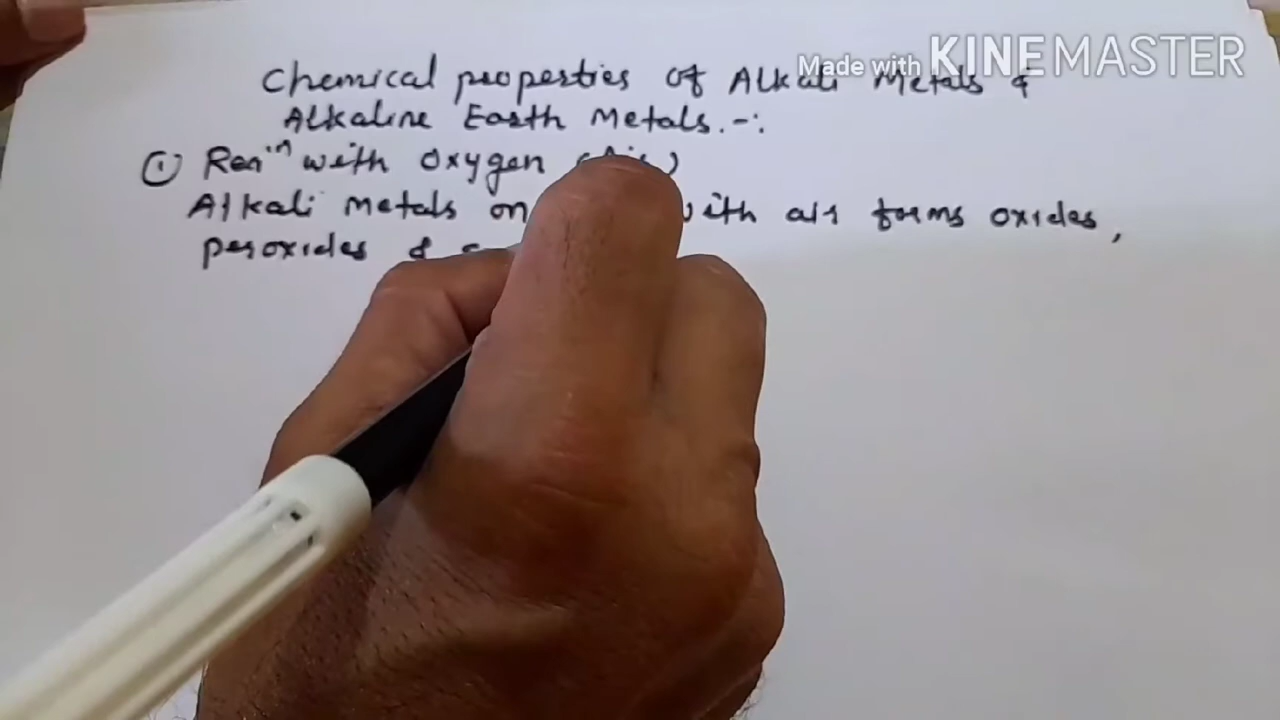 Made with KINEMASTER
Chemical properties of Alkali Metals &
Alkaline Earth Metals.-:
① Rea^in with Oxygen
Alkali Metals on with air forms oxides,
peroxides &